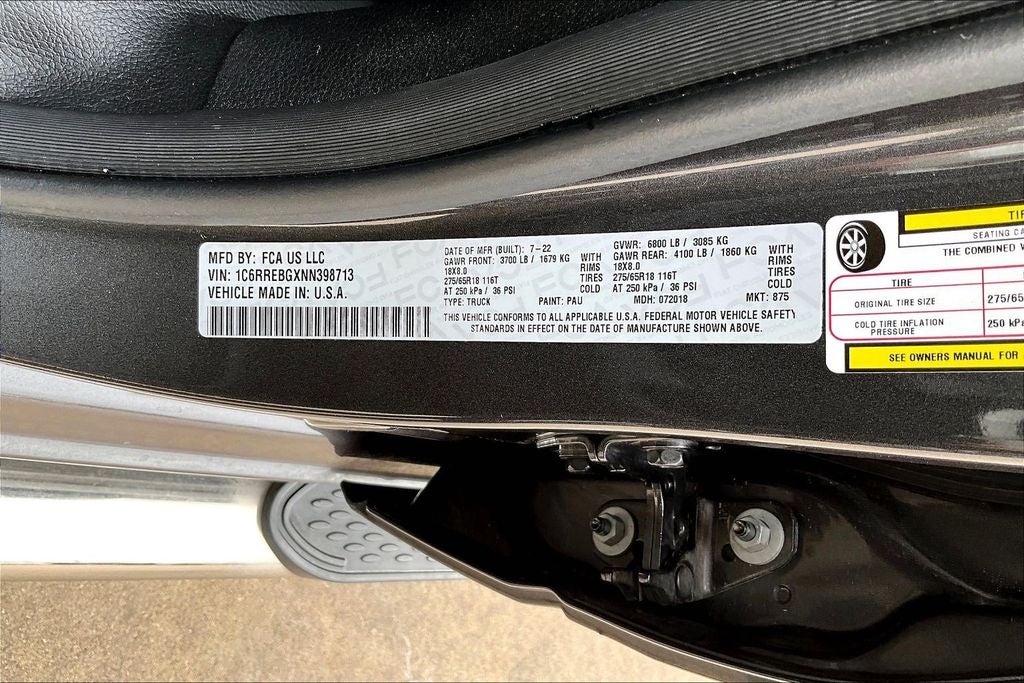 MFD BY: FCA US LLC
VIN: 1C6RREBGXNN398713
VEHICLE MADE IN: U.S.A.
DATE OF MFR (BUILT): 7-22
GAWR FRONT: 3700 LB / 1679 KG WITH
18X8.0 RIMS
275/65R18 116T TIRES
AT 250 kPa / 36 PSI COLD
TYPE: TRUCK PAINT: PAU
GVWR: 6800 LB / 3085 KG
GAWR REAR: 4100 LB / 1860 KG WITH
18X8.0 RIMS
275/65R18 116T TIRES
AT 250 kPa / 36 PSI COLD
MDH: 072018 MKT: 875
THIS VEHICLE CONFORMS TO ALL APPLICABLE U.S.A. FEDERAL MOTOR VEHICLE SAFETY
STANDARDS IN EFFECT ON THE DATE OF MANUFACTURE SHOWN ABOVE.
TIR
SEATING CA
THE COMBINED
TIRE
ORIGINAL TIRE SIZE 275/65
COLD TIRE INFLATION
PRESSURE 250 kPa
SEE OWNERS MANUAL FOR